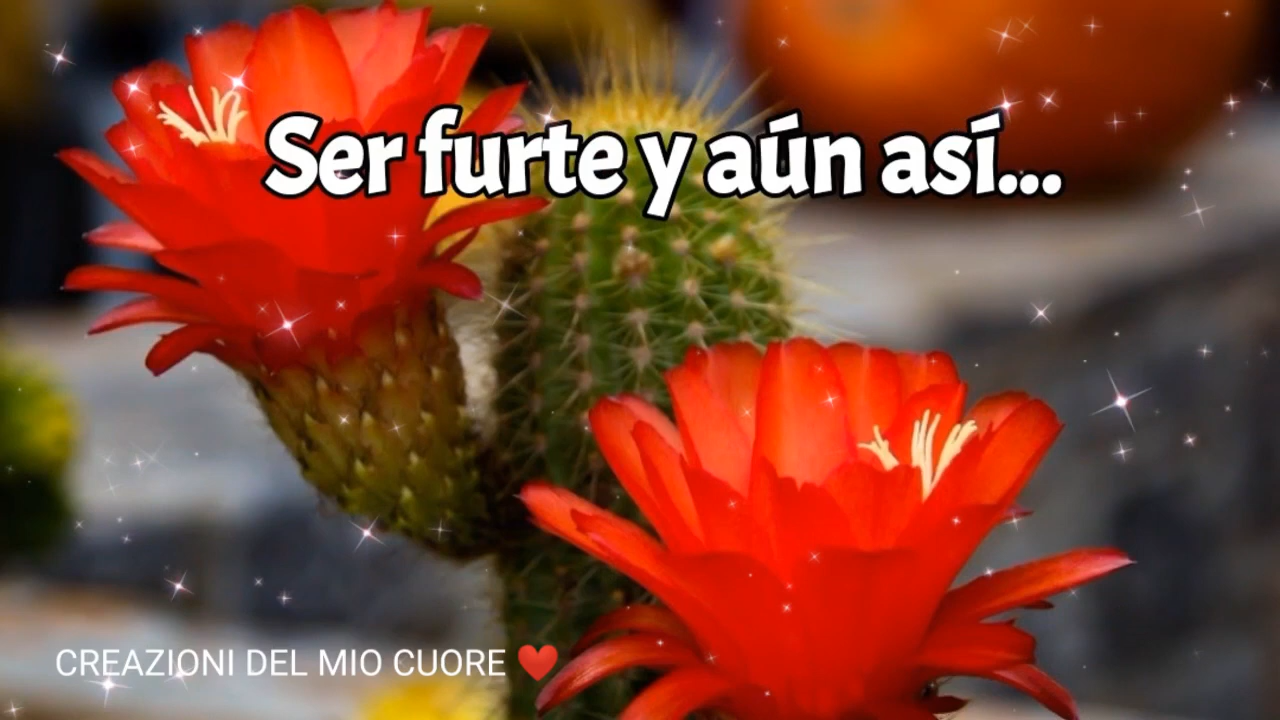 Ser furte y aún así...
CREAZIONI DEL MIO CUORE ❤️